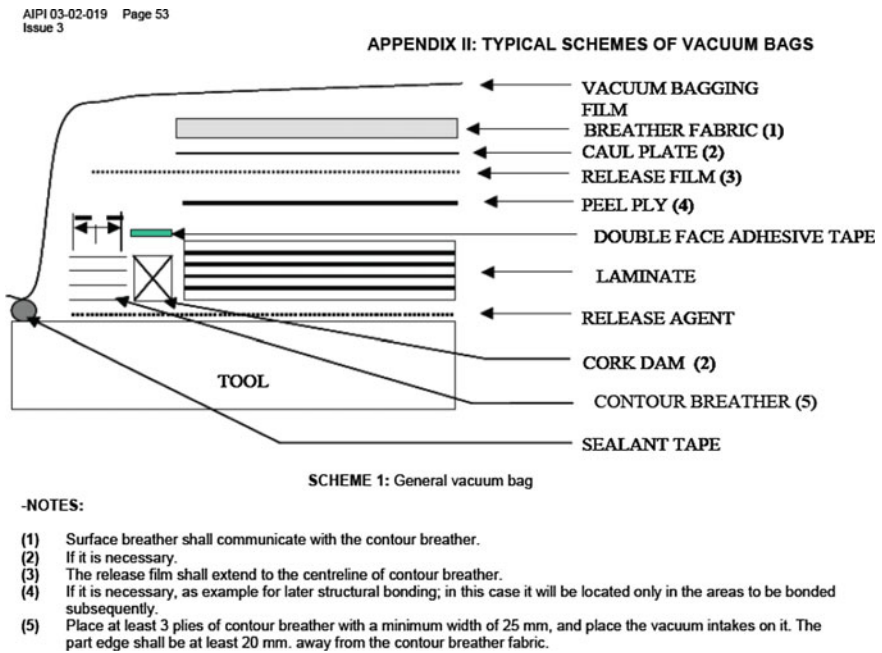 AIPI 03-02-019 Page 53
Issue 3
APPENDIX II: TYPICAL SCHEMES OF VACUUM BAGS
VACUUM BAGGING
FILM
BREATHER FABRIC (1)
CAUL PLATE (2)
RELEASE FILM (3)
PEEL PLY (4)
DOUBLE FACE ADHESIVE TAPE
LAMINATE
RELEASE AGENT
CORK DAM (2)
TOOL
CONTOUR BREATHER (5)
SEALANT TAPE
SCHEME 1: General vacuum bag
-NOTES:
(1) Surface breather shall communicate with the contour breather.
(2) If it is necessary.
(3) The release film shall extend to the centreline of contour breather.
(4) If it is necessary, as example for later structural bonding; in this case it will be located only in the areas to be bonded
subsequently.
(5) Place at least 3 plies of contour breather with a minimum width of 25 mm, and place the vacuum intakes on it. The
part edge shall be at least 20 mm. away from the contour breather fabric.